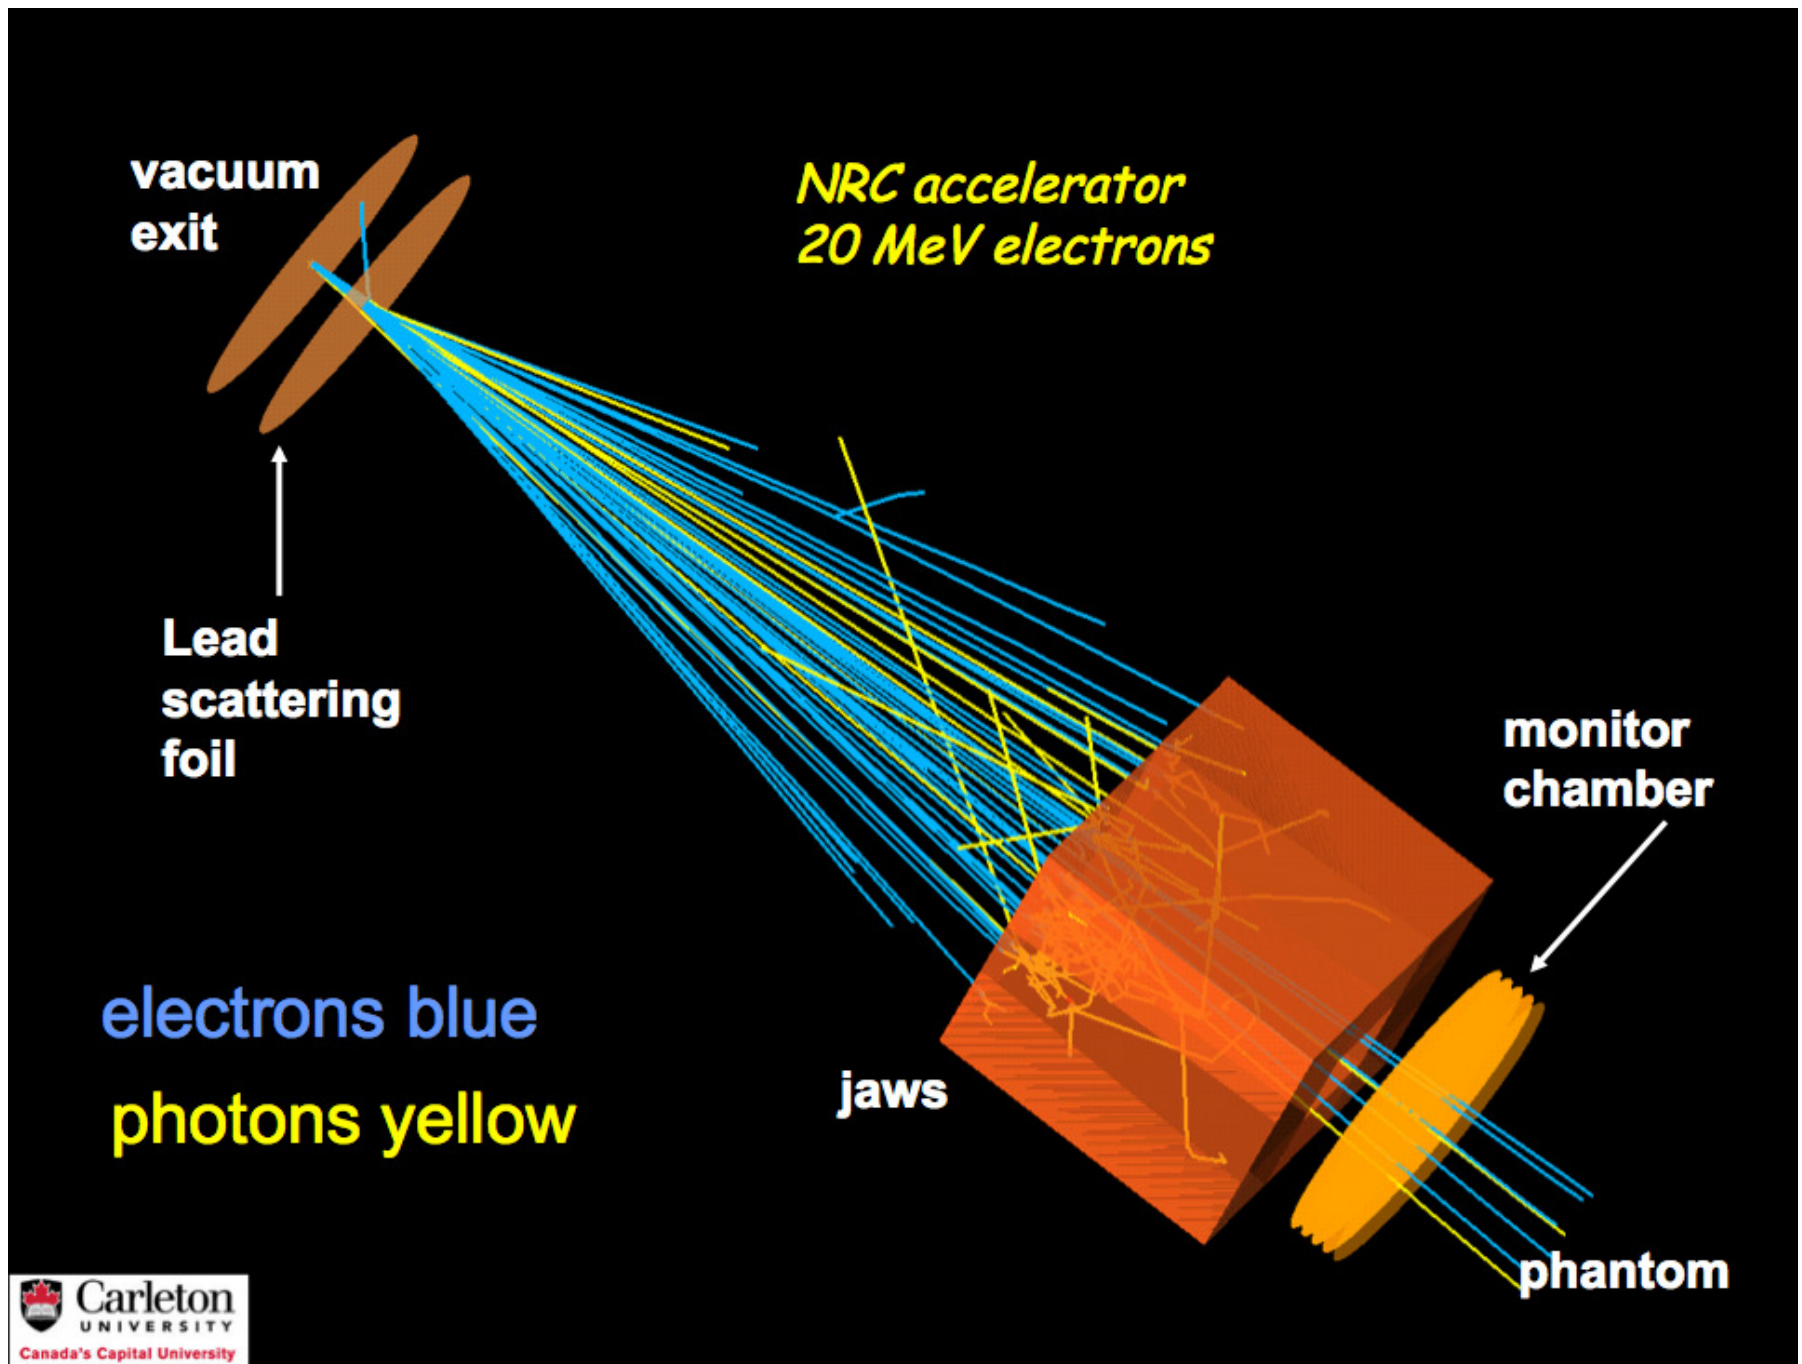 vacuum
exit
NRC accelerator
20 MeV electrons
Lead
scattering
foil
monitor
chamber
electrons blue
photons yellow
jaws
phantom
Carleton
UNIVERSITY
Canada's Capital University